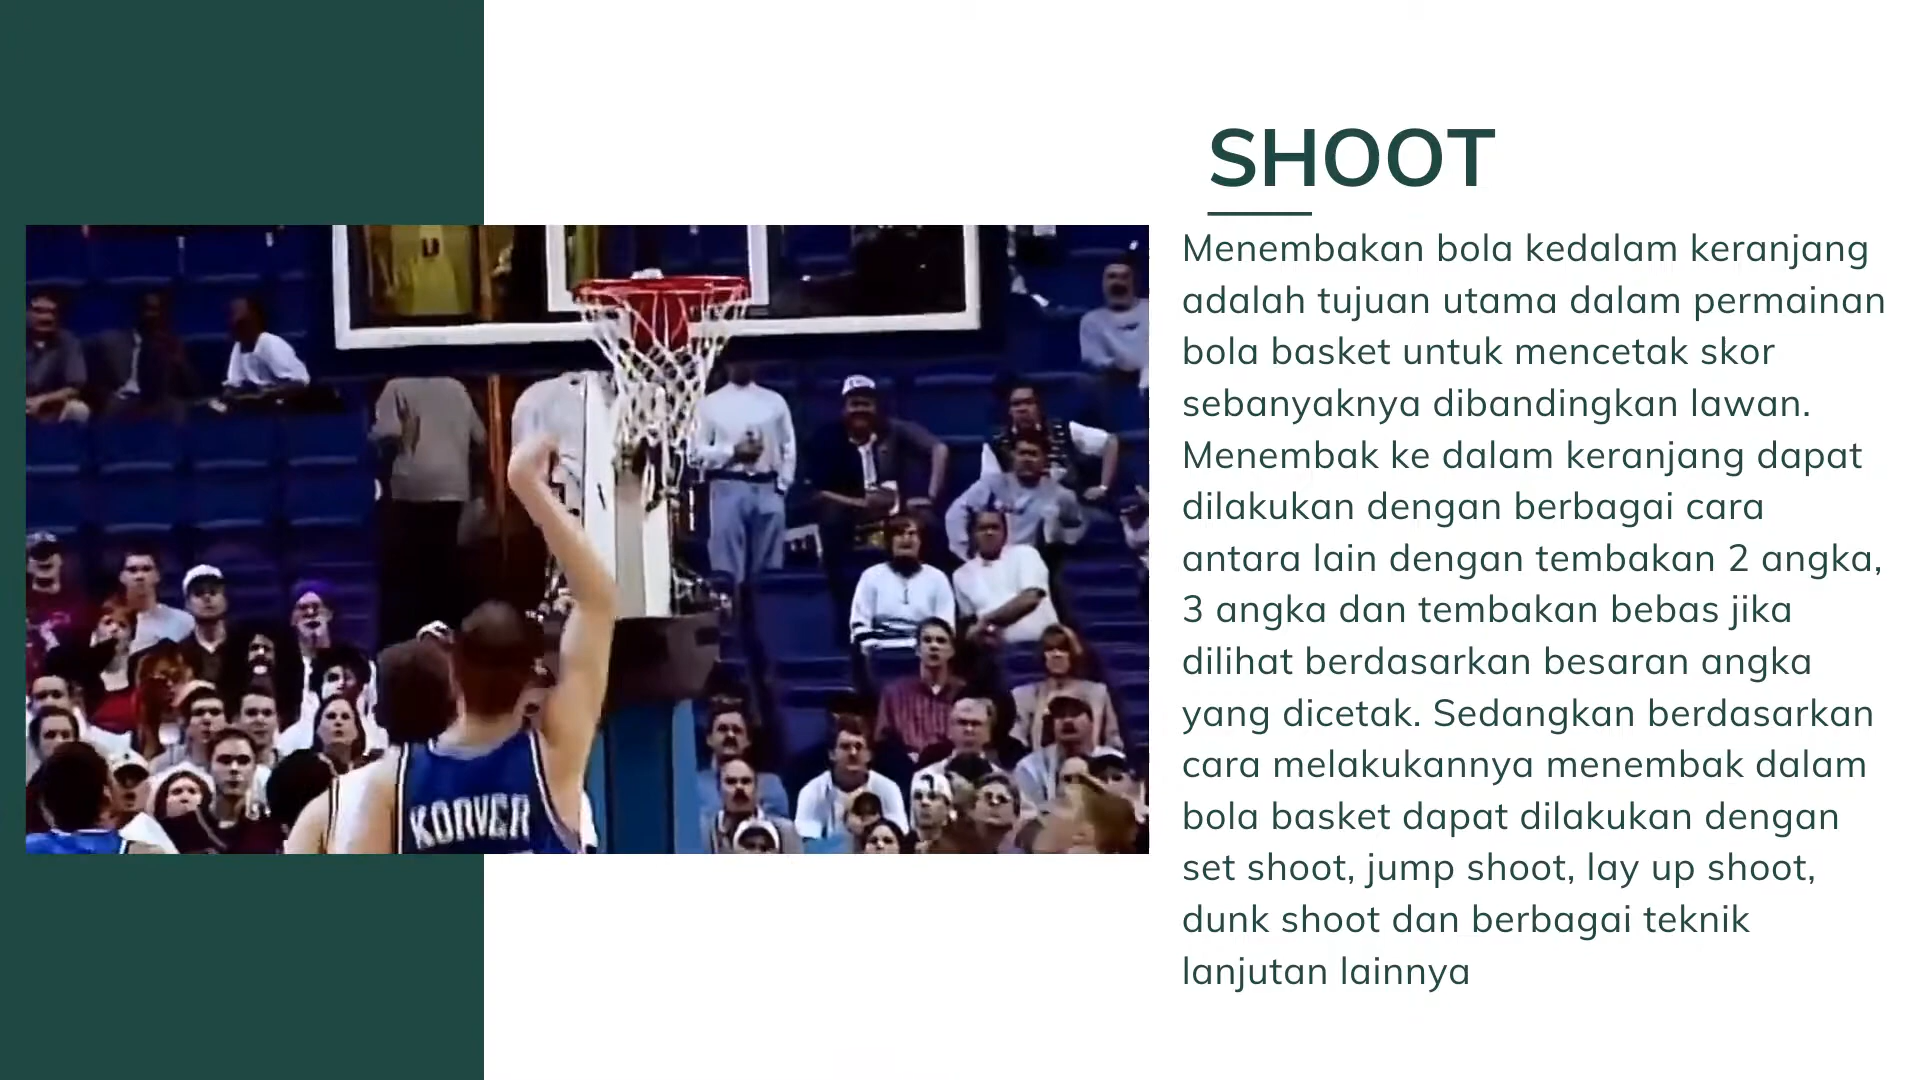 SHOOT
Menembakan bola kedalam keranjang
adalah tujuan utama dalam permainan
bola basket untuk mencetak skor
sebanyaknya dibandingkan lawan.
Menembak ke dalam keranjang dapat
dilakukan dengan berbagai cara
antara lain dengan tembakan 2 angka,
3 angka dan tembakan bebas jika
dilihat berdasarkan besaran angka
yang dicetak. Sedangkan berdasarkan
cara melakukannya menembak dalam
bola basket dapat dilakukan dengan
set shoot, jump shoot, lay up shoot,
dunk shoot dan berbagai teknik
lanjutan lainnya
KORVER